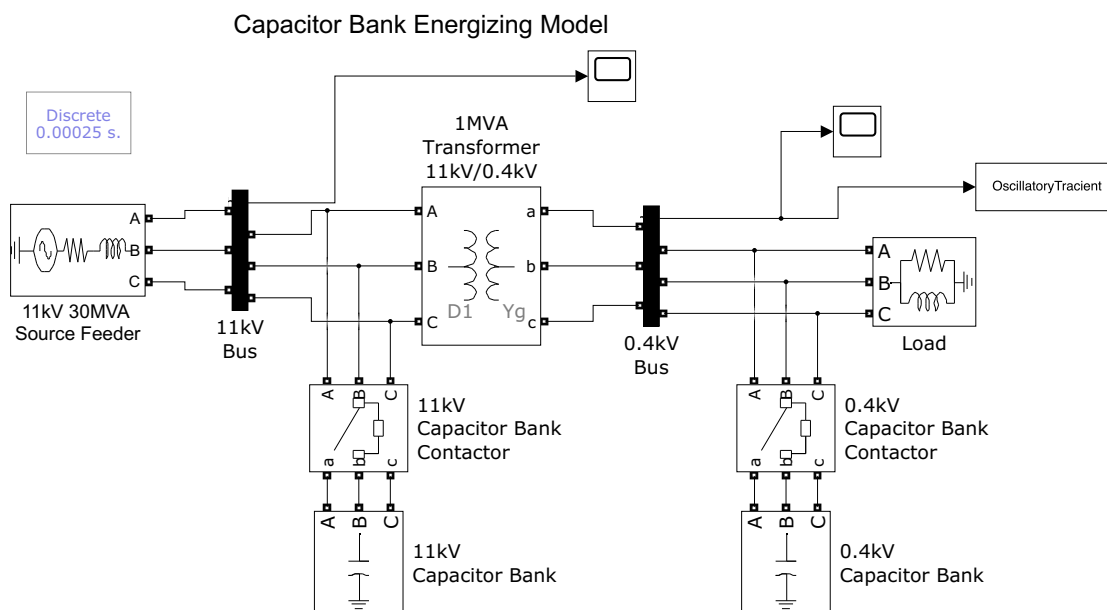 Capacitor Bank Energizing Model
Discrete
0.00025 s.
1MVA
Transformer
11kV/0.4kV
OscillatoryTracient
A
B
C
11kV 30MVA
Source Feeder
11kV
Bus
A
B
C
D1
Yg
a
b
c
0.4kV
Bus
A
B
C
Load
A
B
C
a
b
c
11kV
Capacitor Bank
Contactor
A
B
C
a
b
c
0.4kV
Capacitor Bank
Contactor
A
B
C
11kV
Capacitor Bank
A
B
C
0.4kV
Capacitor Bank